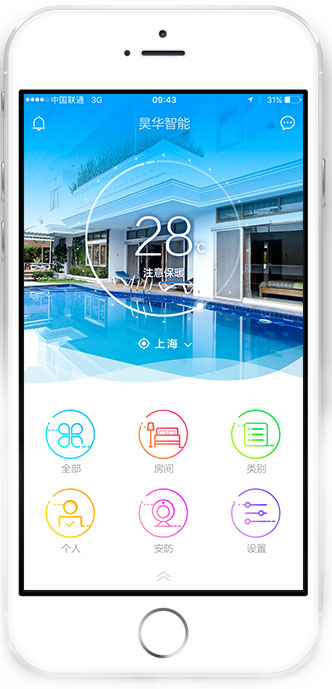 中国联通 3G 09:43 31%
昊华智能
28℃
注意保暖
上海
全部 房间 类别
个人 安防 设置